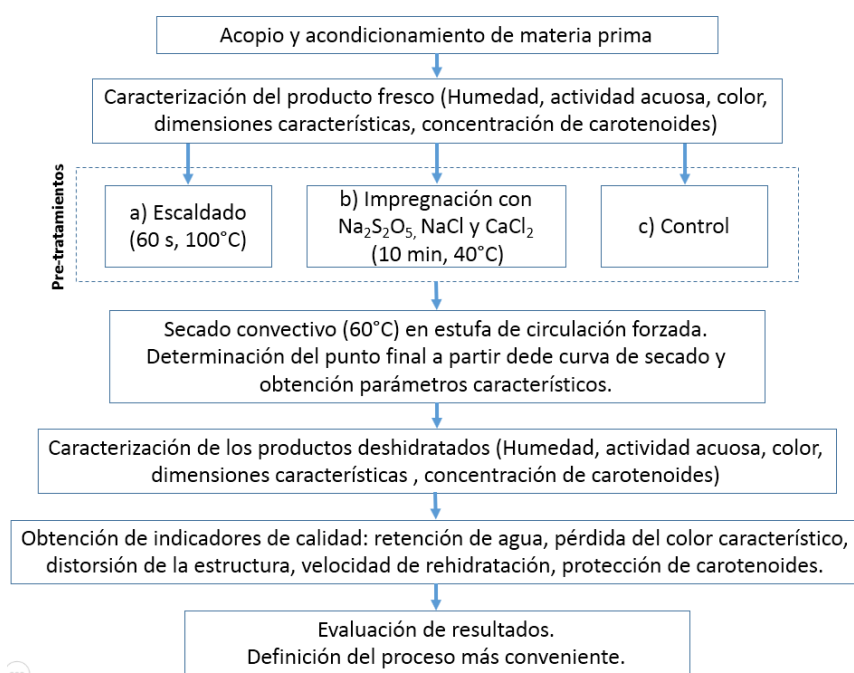 Acopio y acondicionamiento de materia prima
Caracterización del producto fresco (Humedad, actividad acuosa, color,
dimensiones características, concentración de carotenoides)
Pre-tratamientos
a) Escaldado
(60 s, 100°C)
b) Impregnación con
Na₂S₂O₅, NaCl y CaCl₂
(10 min, 40°C)
c) Control
Secado convectivo (60°C) en estufa de circulación forzada.
Determinación del punto final a partir dede curva de secado y
obtención parámetros característicos.
Caracterización de los productos deshidratados (Humedad, actividad acuosa, color,
dimensiones características , concentración de carotenoides)
Obtención de indicadores de calidad: retención de agua, pérdida del color característico,
distorsión de la estructura, velocidad de rehidratación, protección de carotenoides.
Evaluación de resultados.
Definición del proceso más conveniente.